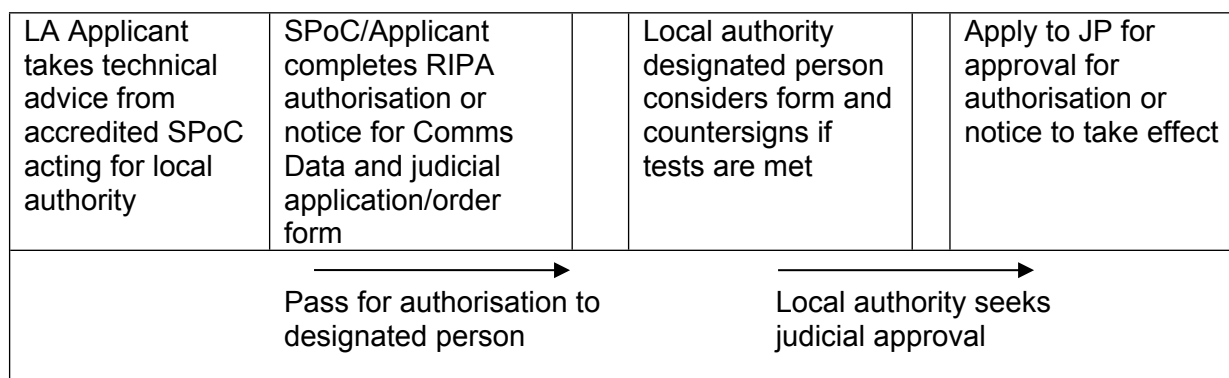 LA Applicant
takes technical
advice from
accredited SPoC
acting for local
authority
SPoC/Applicant
completes RIPA
authorisation or
notice for Comms
Data and judicial
application/order
form
Local authority
designated person
considers form and
countersigns if
tests are met
Apply to JP for
approval for
authorisation or
notice to take effect
Pass for authorisation to
designated person
Local authority seeks
judicial approval